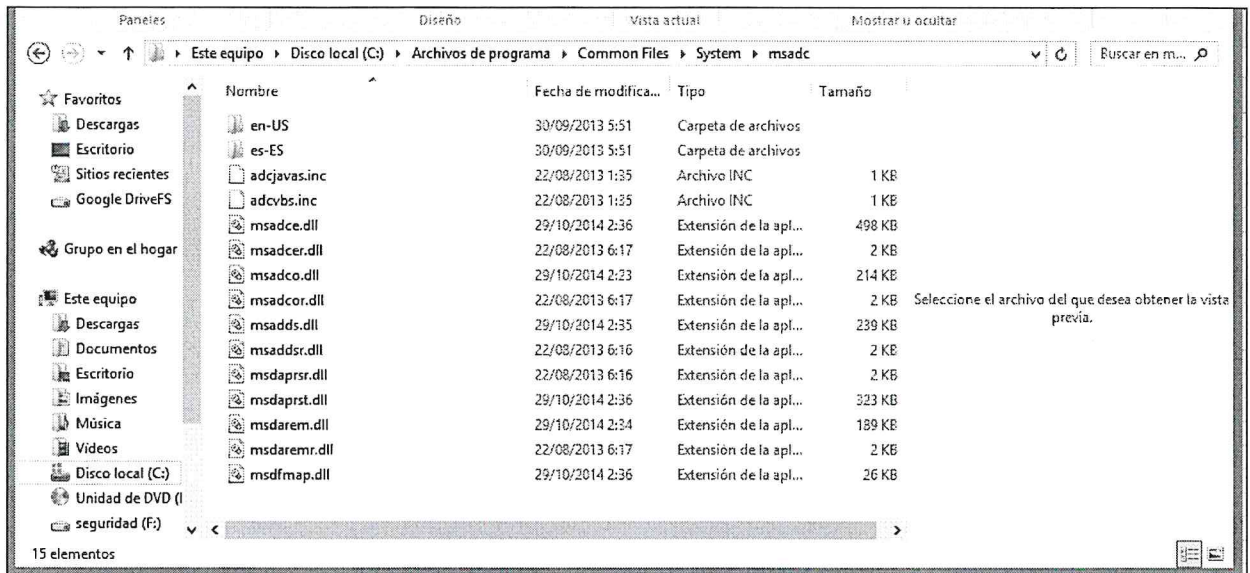 Paneles Diseño Vista actual Mostrar u ocultar
Este equipo Disco local (C:) Archivos de programa Common Files System msadc Buscar en m...
Favoritos
Descargas
Escritorio
Sitios recientes
Google DriveFS
Grupo en el hogar
Este equipo
Descargas
Documentos
Escritorio
Imágenes
Música
Vídeos
Disco local (C:)
Unidad de DVD (I
seguridad (F:)
Nombre Fecha de modifica... Tipo Tamaño
en-US 30/09/2013 5:51 Carpeta de archivos
es-ES 30/09/2013 5:51 Carpeta de archivos
adcjavas.inc 22/08/2013 1:35 Archivo INC 1 KB
adcvbs.inc 22/08/2013 1:35 Archivo INC 1 KB
msadce.dll 29/10/2014 2:36 Extensión de la apl... 498 KB
msadcer.dll 22/08/2013 6:17 Extensión de la apl... 2 KB
msadco.dll 29/10/2014 2:23 Extensión de la apl... 214 KB
msadcor.dll 22/08/2013 6:17 Extensión de la apl... 2 KB
msadds.dll 29/10/2014 2:35 Extensión de la apl... 239 KB
msaddsr.dll 22/08/2013 6:16 Extensión de la apl... 2 KB
msdaprsr.dll 22/08/2013 6:16 Extensión de la apl... 2 KB
msdaprst.dll 29/10/2014 2:36 Extensión de la apl... 323 KB
msdarem.dll 29/10/2014 2:34 Extensión de la apl... 189 KB
msdaremr.dll 22/08/2013 6:17 Extensión de la apl... 2 KB
msdfmap.dll 29/10/2014 2:36 Extensión de la apl... 26 KB
Seleccione el archivo del que desea obtener la vista
previa.
15 elementos